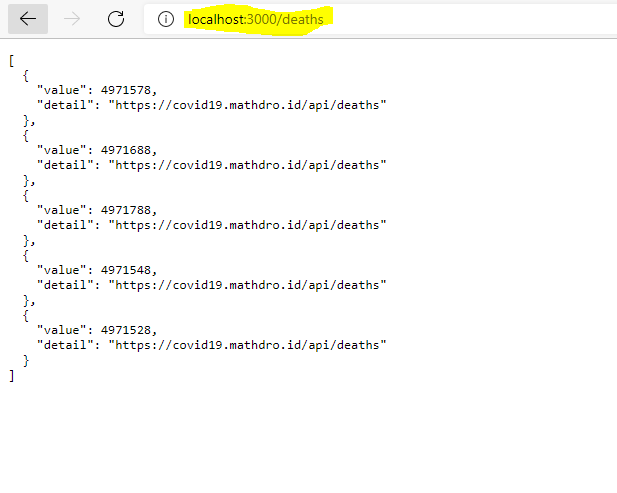 localhost:3000/deaths
[
  {
    "value": 4971578,
    "detail": "https://covid19.mathdro.id/api/deaths"
  },
  {
    "value": 4971688,
    "detail": "https://covid19.mathdro.id/api/deaths"
  },
  {
    "value": 4971788,
    "detail": "https://covid19.mathdro.id/api/deaths"
  },
  {
    "value": 4971548,
    "detail": "https://covid19.mathdro.id/api/deaths"
  },
  {
    "value": 4971528,
    "detail": "https://covid19.mathdro.id/api/deaths"
  }
]